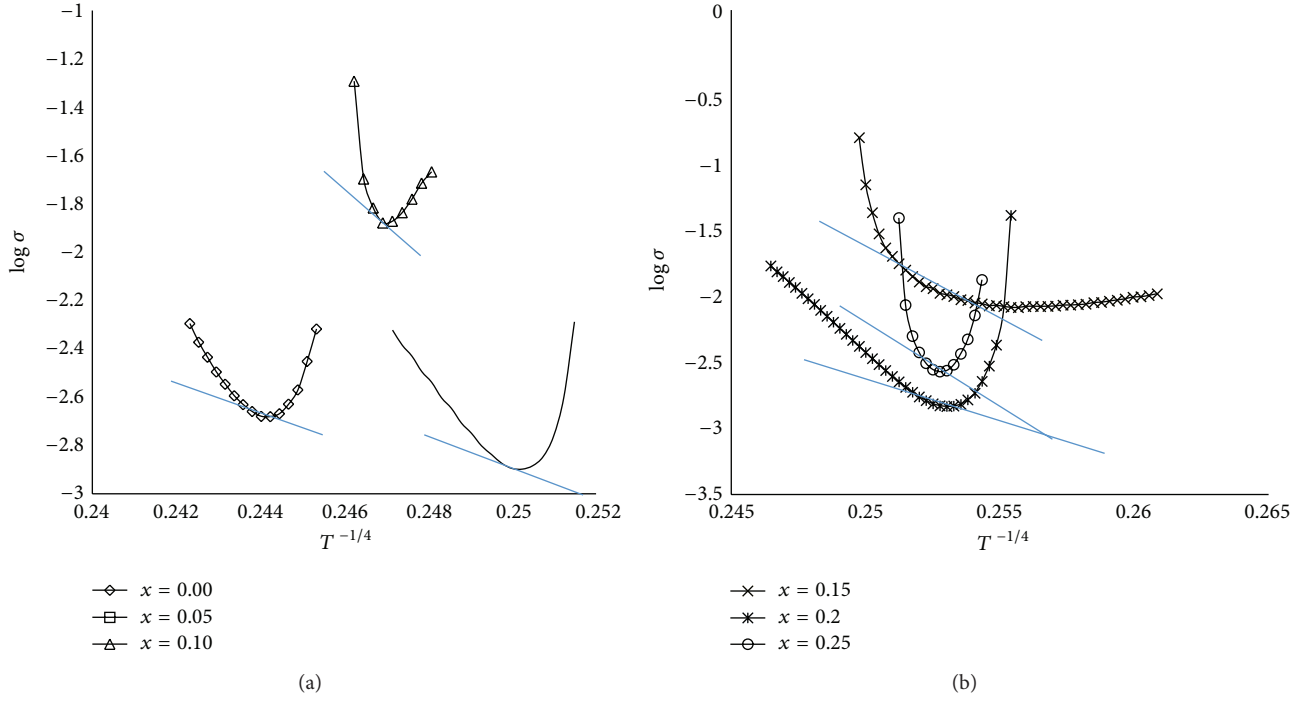 −1
−1.2
−1.4
−1.6
−1.8
−2
−2.2
−2.4
−2.6
−2.8
−3
log σ
0.24 0.242 0.244 0.246 0.248 0.25 0.252
T −1/4
x = 0.00
x = 0.05
x = 0.10
(a)
0
−0.5
−1
−1.5
−2
−2.5
−3
−3.5
log σ
0.245 0.25 0.255 0.26 0.265
T −1/4
x = 0.15
x = 0.2
x = 0.25
(b)